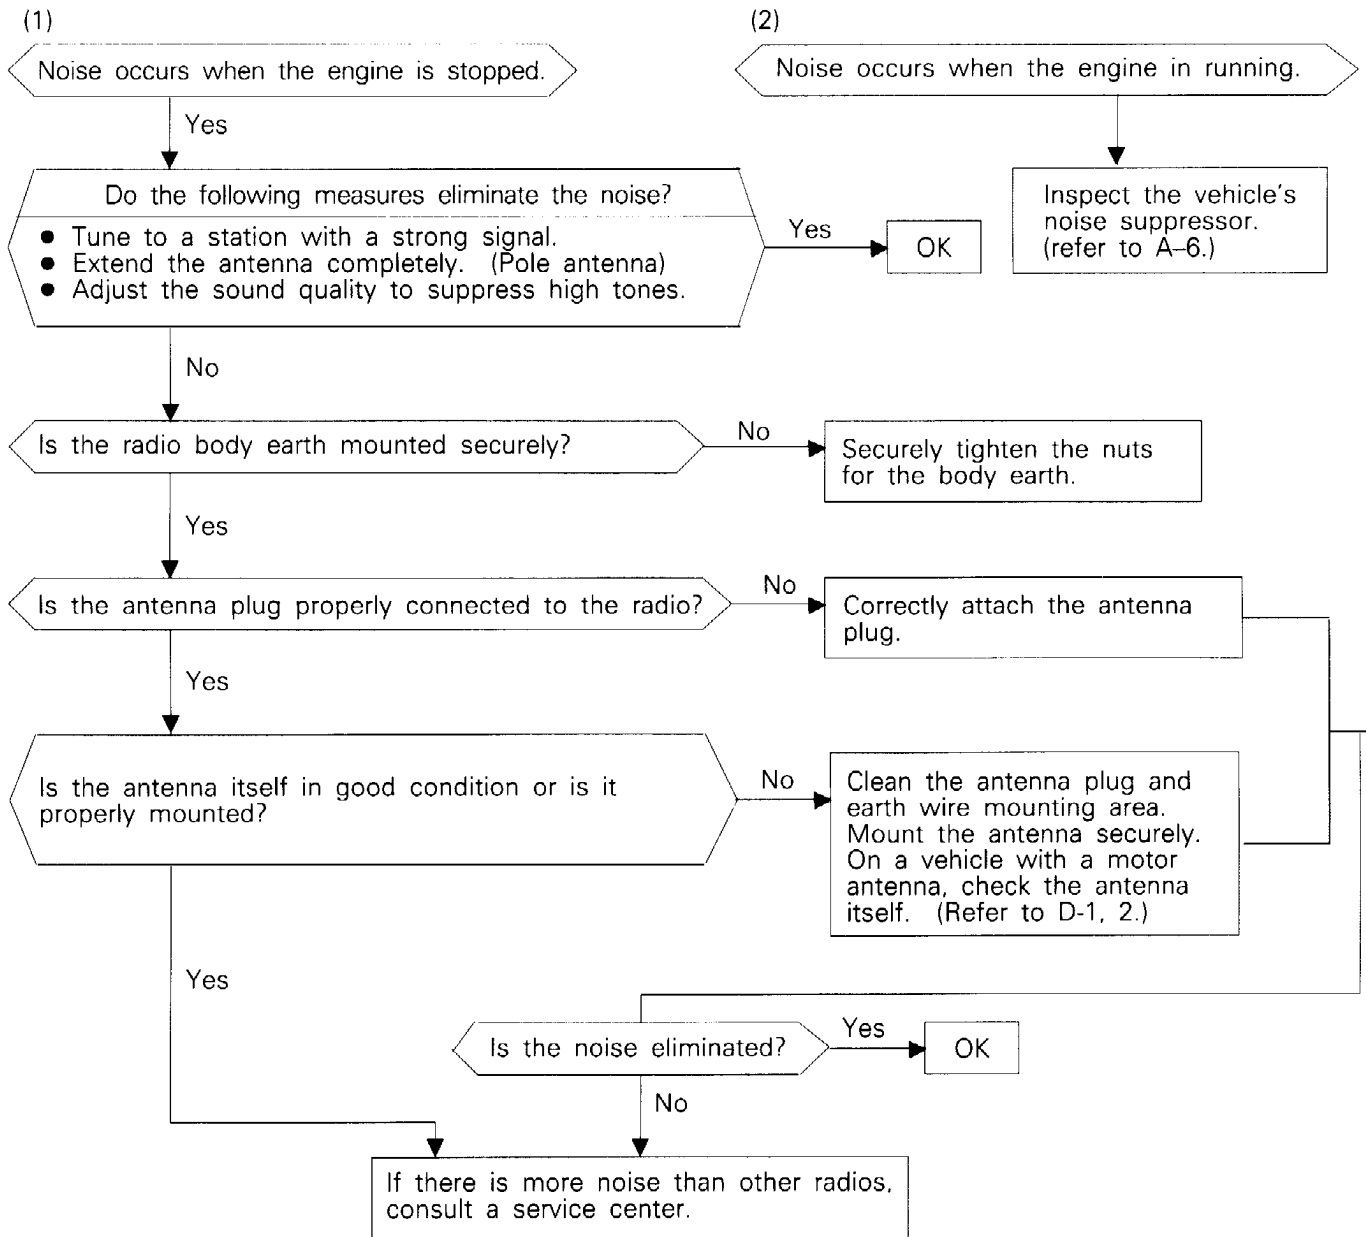 (1)
Noise occurs when the engine is stopped.
Yes
Do the following measures eliminate the noise?
● Tune to a station with a strong signal.
● Extend the antenna completely. (Pole antenna)
● Adjust the sound quality to suppress high tones.
Yes
OK
(2)
Noise occurs when the engine in running.
Inspect the vehicle's
noise suppressor.
(refer to A–6.)
No
Is the radio body earth mounted securely?
No
Securely tighten the nuts
for the body earth.
Yes
Is the antenna plug properly connected to the radio?
No
Correctly attach the antenna
plug.
Yes
Is the antenna itself in good condition or is it
properly mounted?
No
Clean the antenna plug and
earth wire mounting area.
Mount the antenna securely.
On a vehicle with a motor
antenna, check the antenna
itself. (Refer to D-1, 2.)
Yes
Is the noise eliminated?
Yes
OK
No
If there is more noise than other radios,
consult a service center.